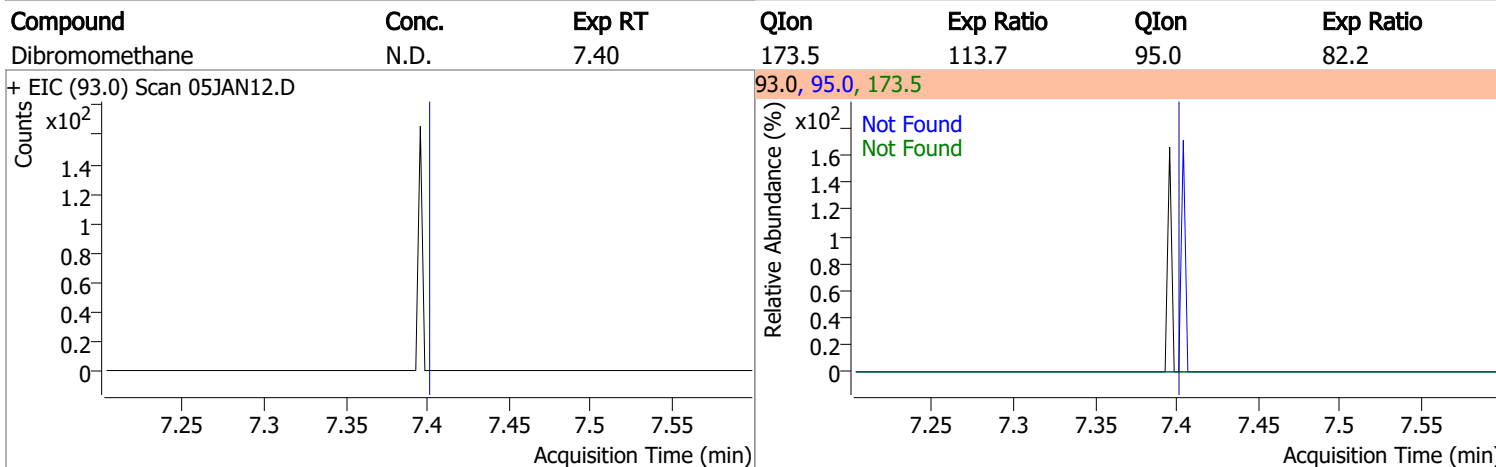 Compound Conc. Exp RT QIon Exp Ratio QIon Exp Ratio
Dibromomethane N.D. 7.40 173.5 113.7 95.0 82.2
+ EIC (93.0) Scan 05JAN12.D
Counts
x10²
1.4
1.2
1
0.8
0.6
0.4
0.2
0
7.25 7.3 7.35 7.4 7.45 7.5 7.55
Acquisition Time (min)
93.0, 95.0, 173.5
Relative Abundance (%)
x10²
Not Found
Not Found
1.6
1.4
1.2
1
0.8
0.6
0.4
0.2
0
7.25 7.3 7.35 7.4 7.45 7.5 7.55
Acquisition Time (min)